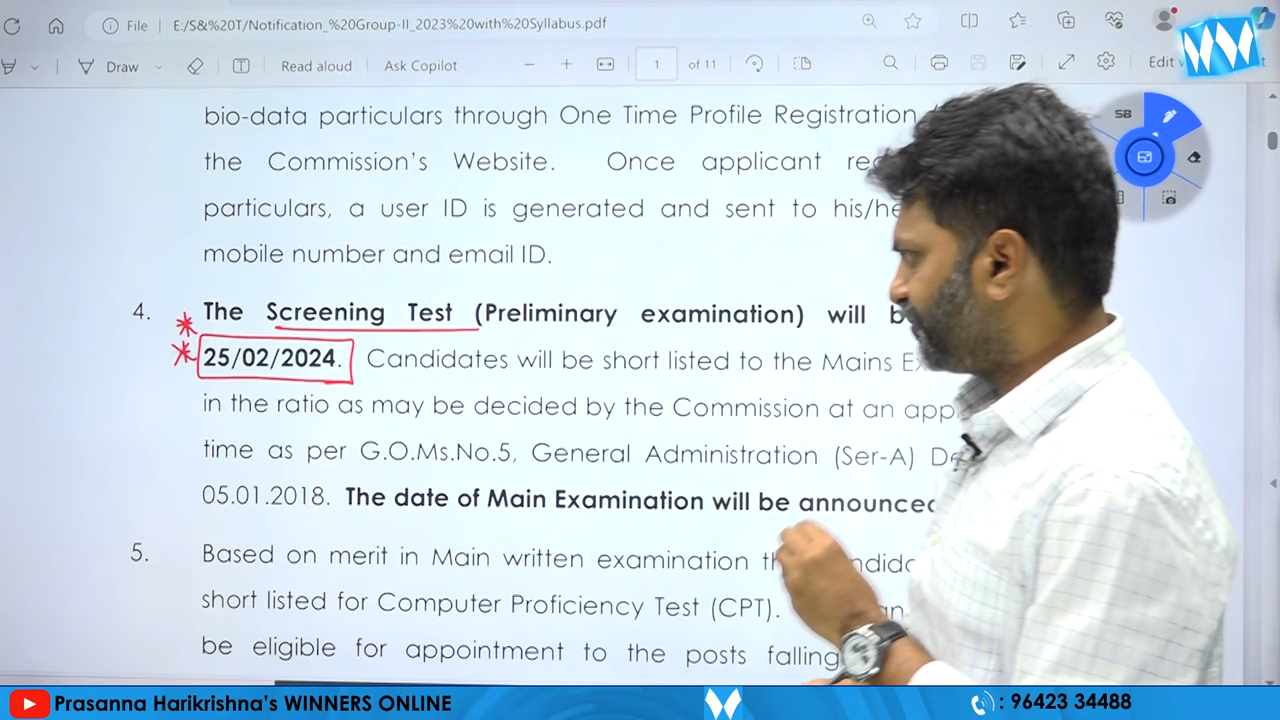 File
E:/S&%20T/Notification_%20Group-II_2023%20with%20Syllabus.pdf
Draw
Read aloud
Ask Copilot
1
of 11
bio-data particulars through One Time Profile Registration
the Commission's Website. Once applicant
particulars, a user ID is generated and sent to
mobile number and email ID.
4. The Screening Test (Preliminary examination) will
25/02/2024. Candidates will be short listed to the Mains
in the ratio as may be decided by the Commission at an
time as per G.O.Ms.No.5, General Administration (Ser-A)
05.01.2018. The date of Main Examination will be announced
5. Based on merit in Main written examination
short listed for Computer Proficiency Test (CPT).
be eligible for appointment to the posts falling
SB
W
Prasanna Harikrishna's WINNERS ONLINE
: 96423 34488